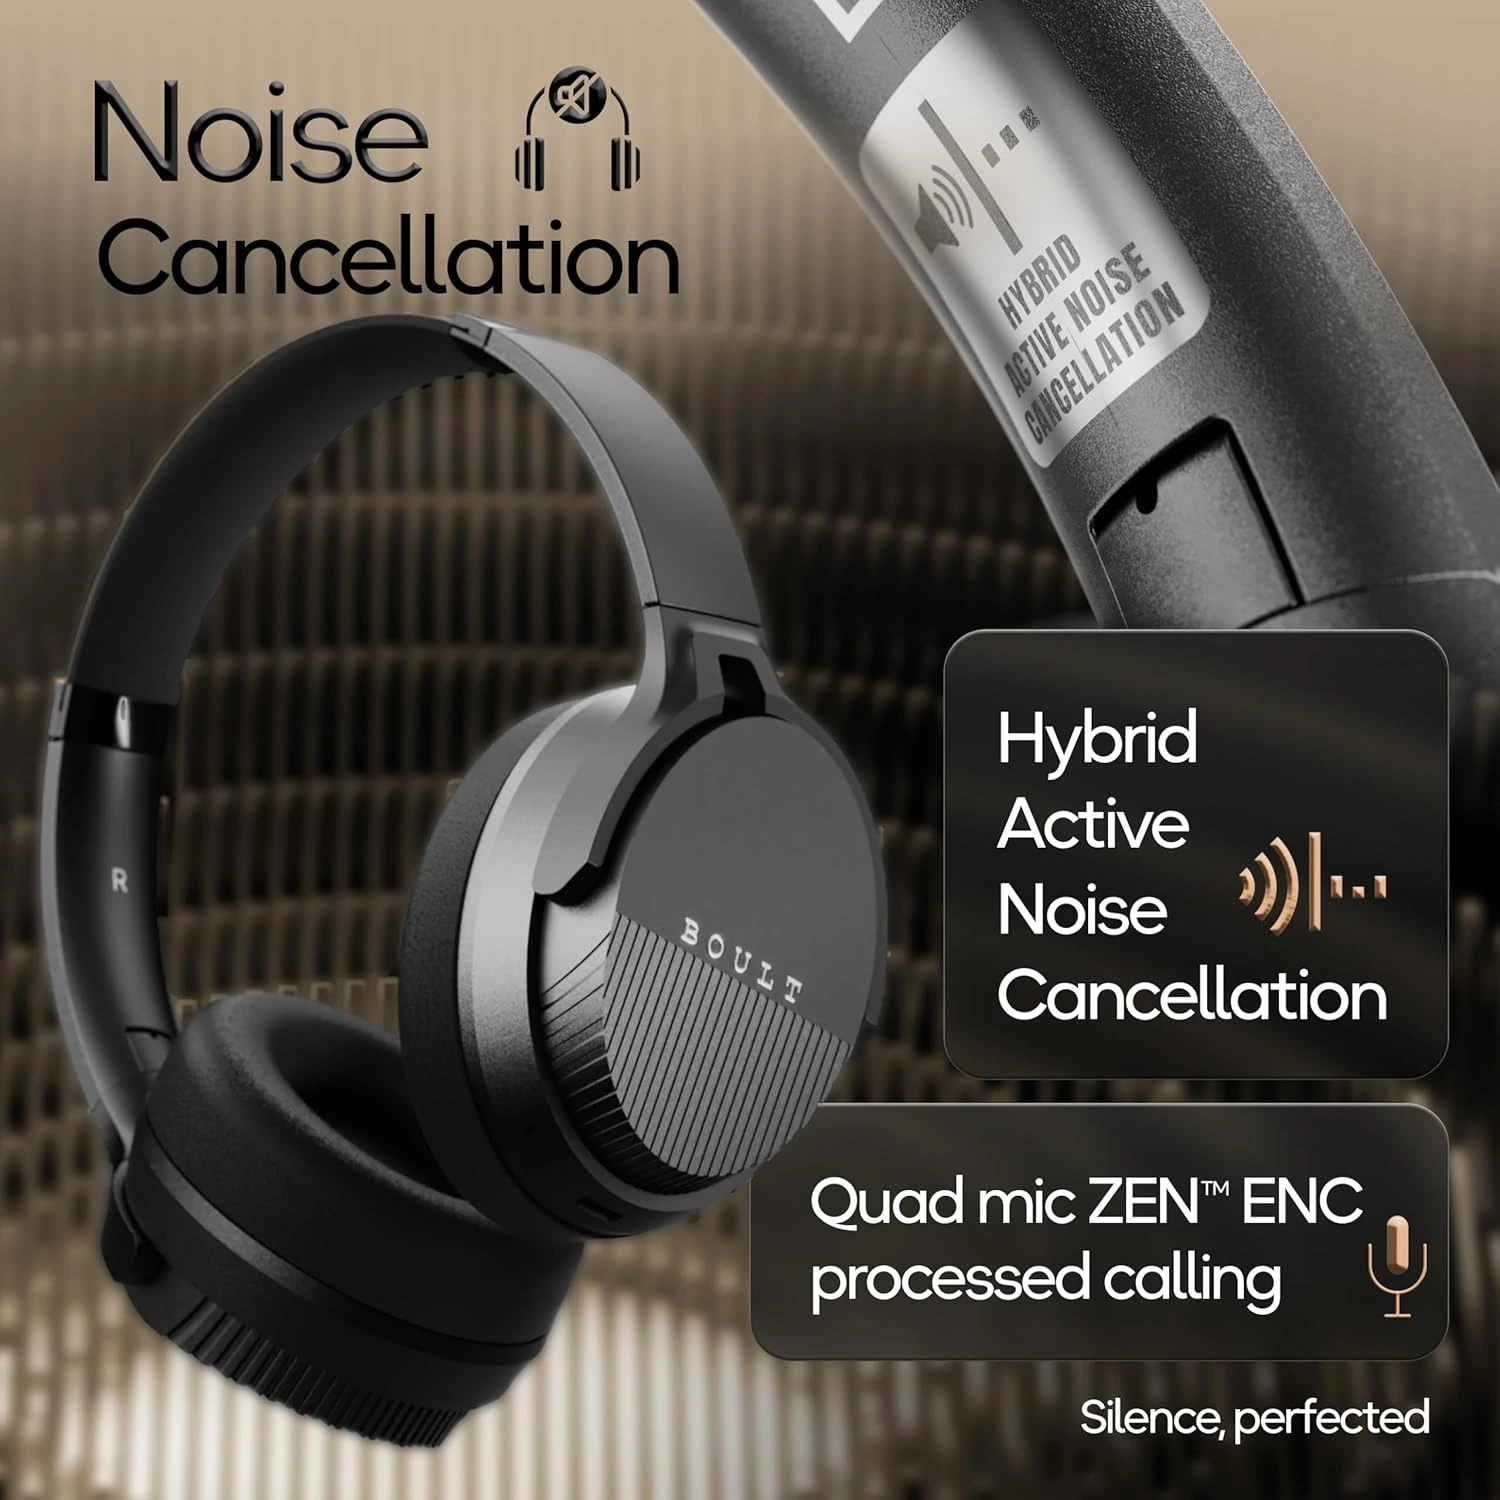 Noise
Cancellation
HYBRID
ACTIVE NOISE
CANCELLATION
R
BOULT
Hybrid
Active
Noise
Cancellation
Quad mic ZEN™ ENC
processed calling
Silence, perfected